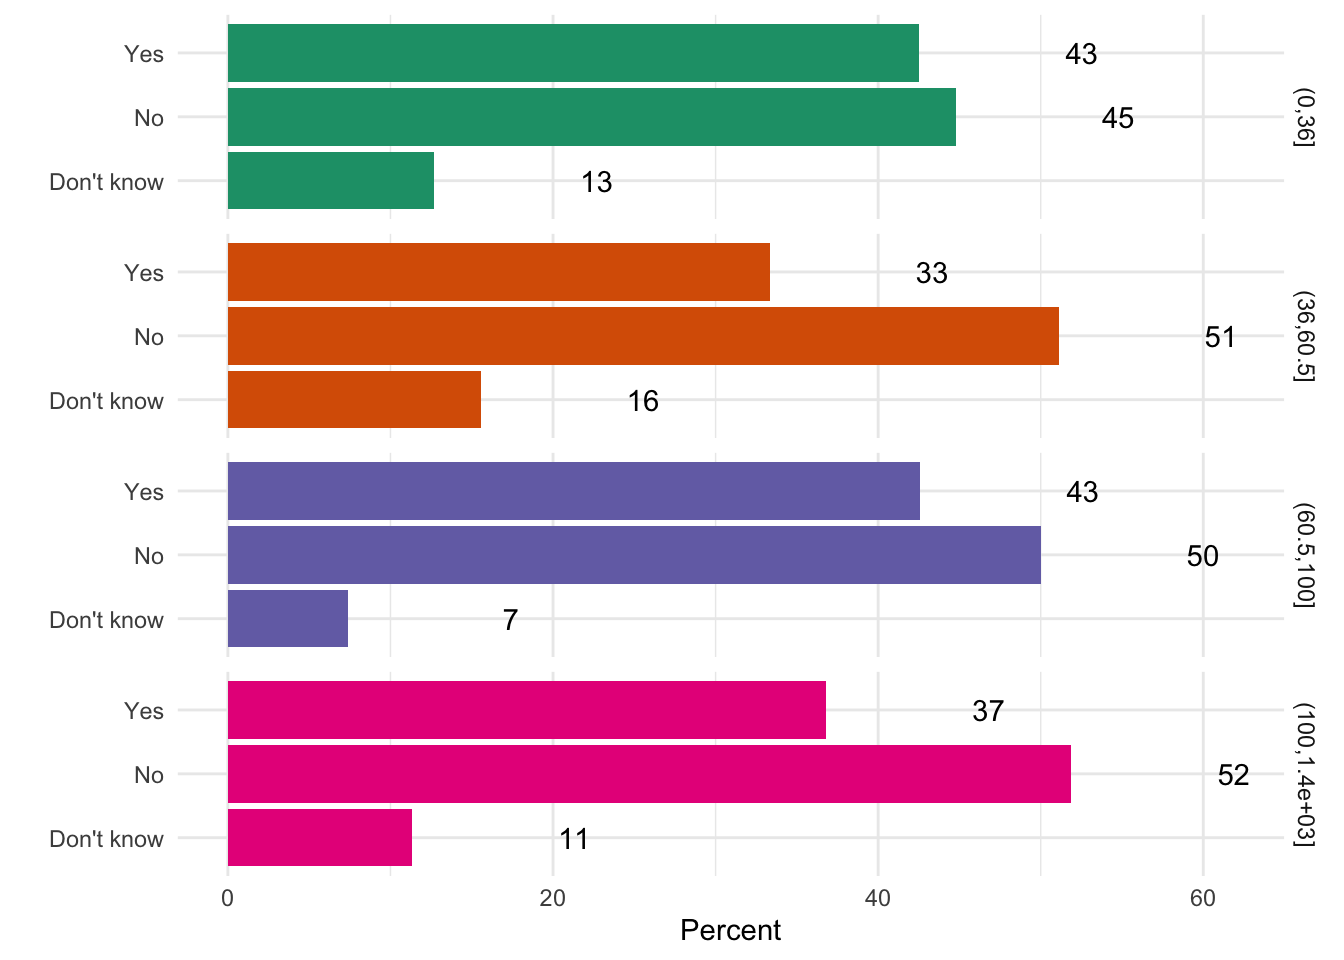 Yes 43
No 45
Don't know 13
(0,36]
Yes 33
No 51
Don't know 16
(36,60.5]
Yes 43
No 50
Don't know 7
(60.5,100]
Yes 37
No 52
Don't know 11
(100,1.4e+03]
0 20 40 60
Percent